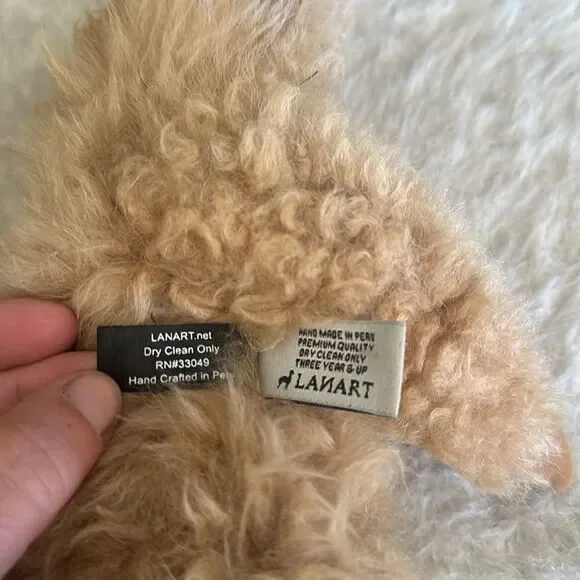 LANART.net
Dry Clean Only
RN#33049
Hand Crafted in Peru
HAND MADE IN PERU
PREMIUM QUALITY
DRY CLEAN ONLY
THREE YEAR & UP
LANART